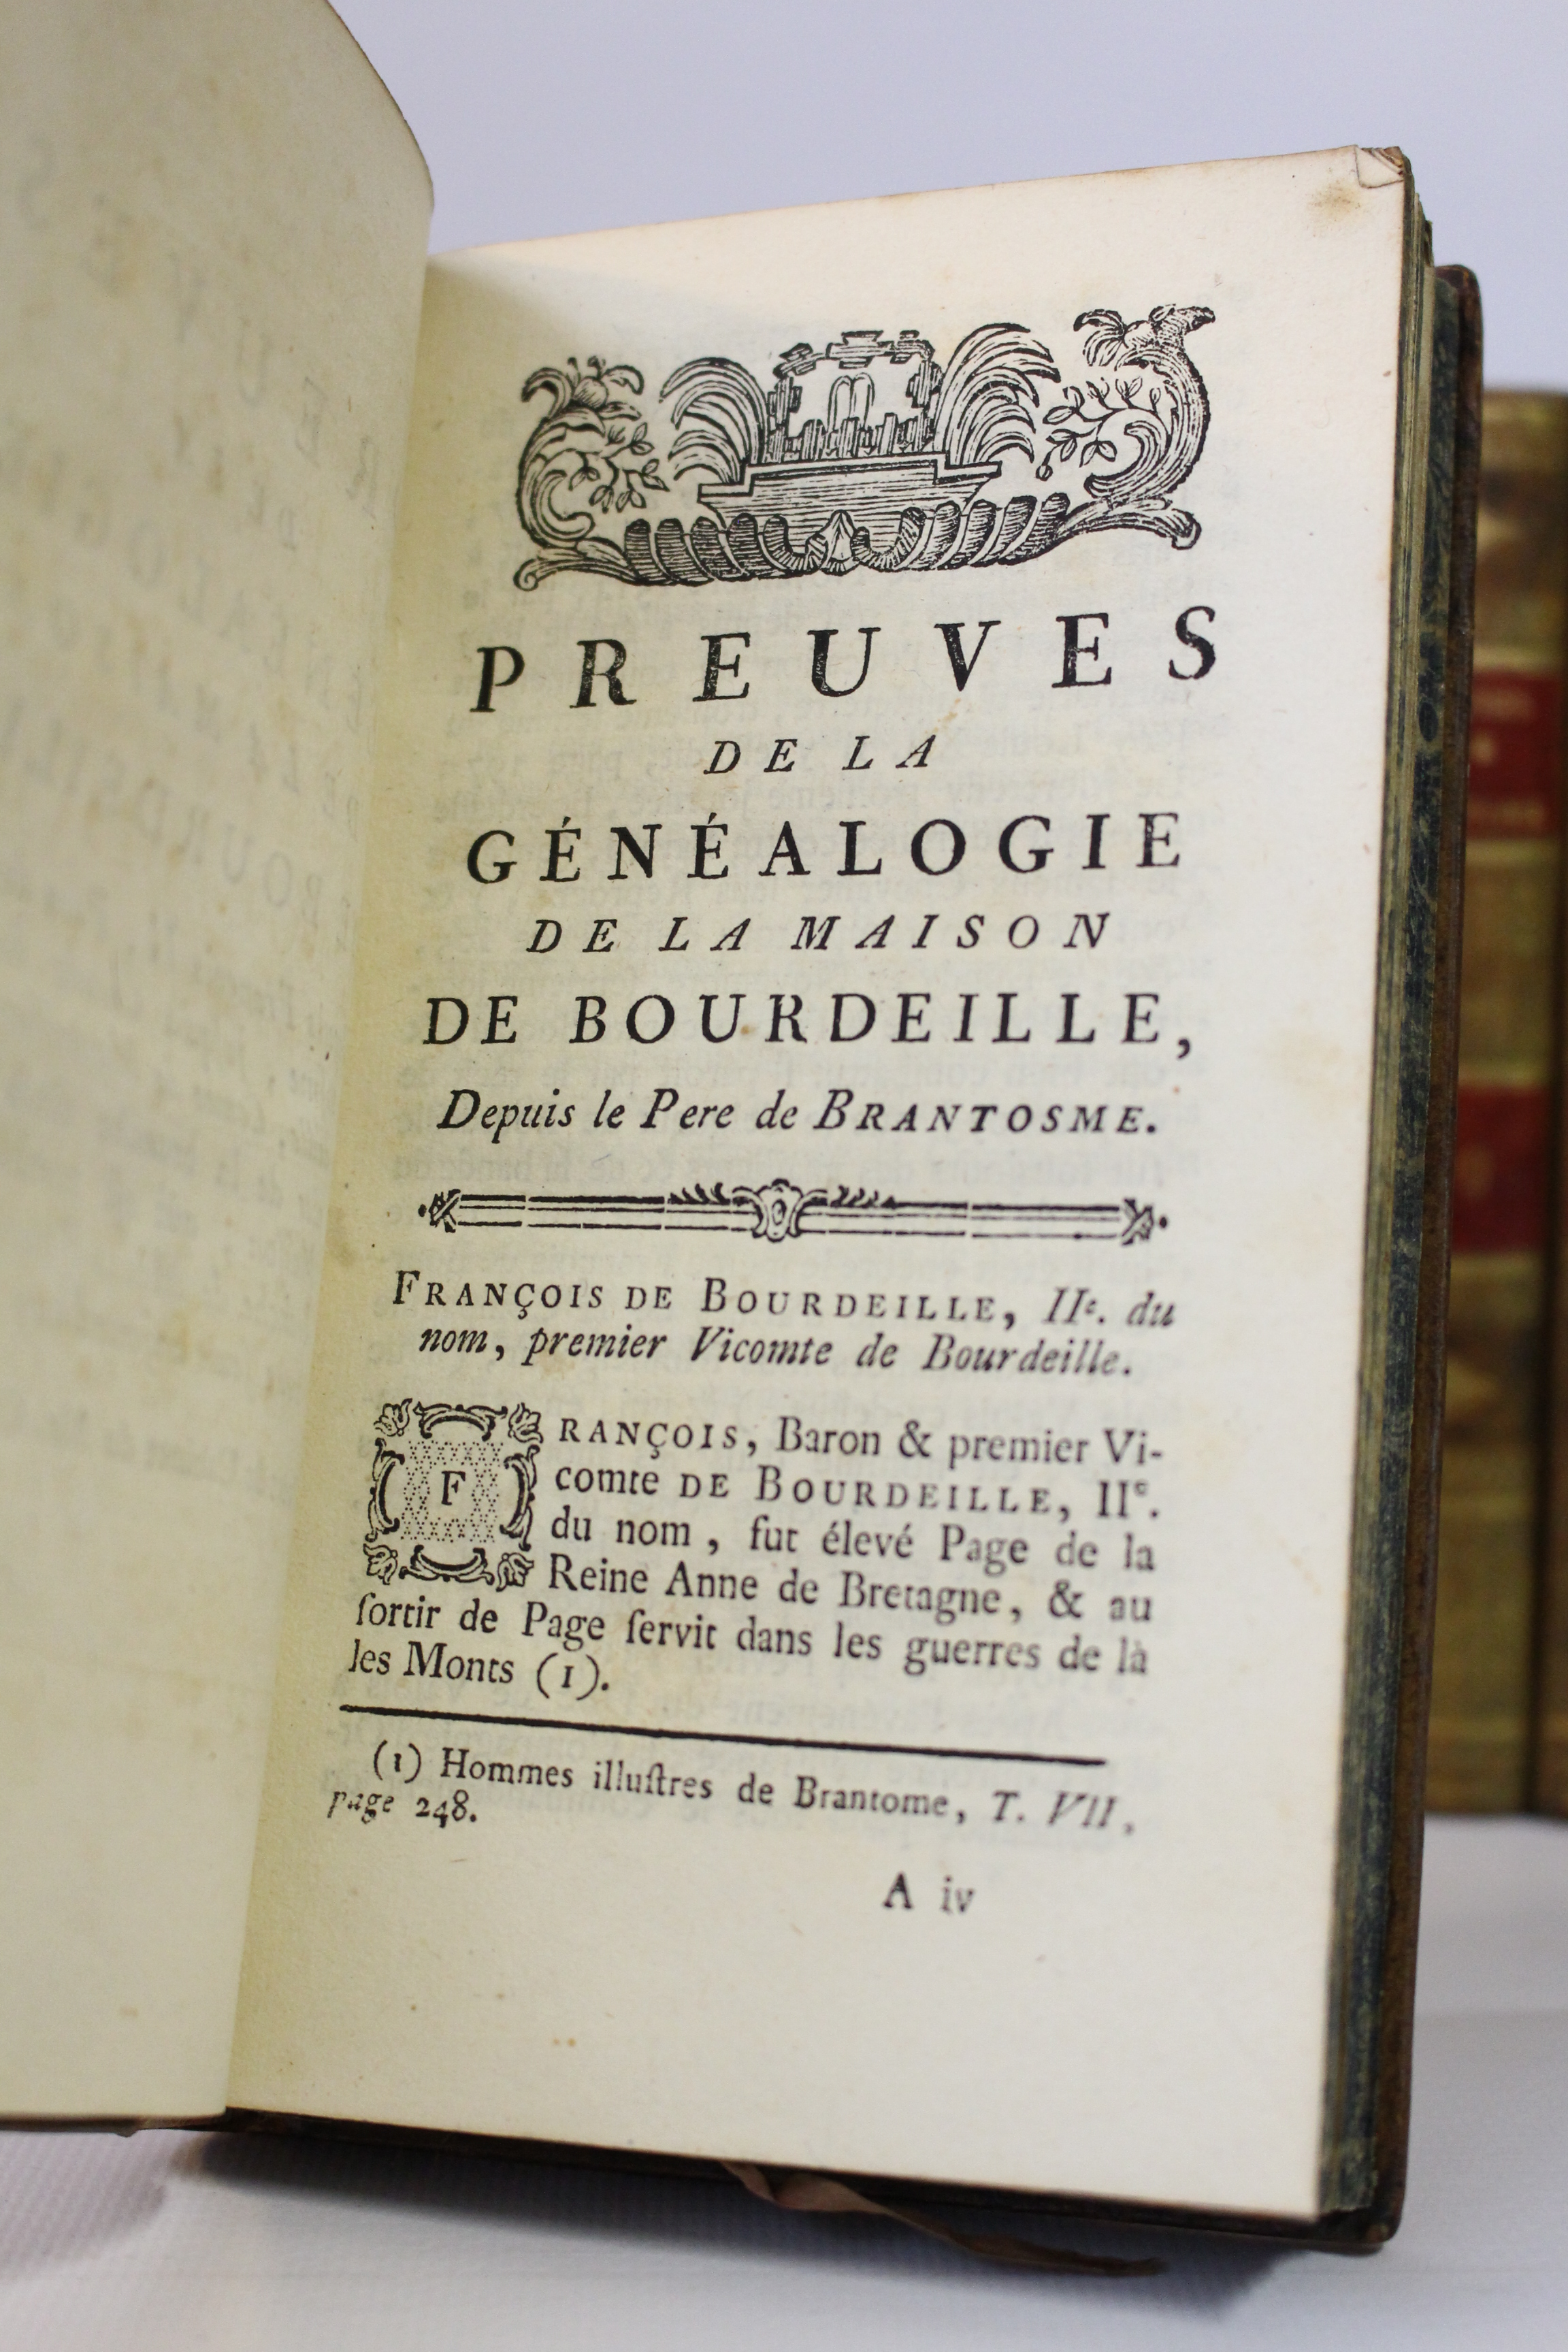 PREUVES
DE LA
GÉNÉALOGIE
DE LA MAISON
DE BOURDEILLE,
Depuis le Pere de BRANTOSME.
FRANÇOIS DE BOURDEILLE, IIe. du
nom, premier Vicomte de Bourdeille.
FRANÇOIS, Baron & premier Vi-
comte DE BOURDEILLE, IIe.
du nom, fut élevé Page de la
Reine Anne de Bretagne, & au
ſortir de Page ſervit dans les guerres de là
les Monts (1).
(1) Hommes illuſtres de Brantome, T. VII,
page 248.
A iv